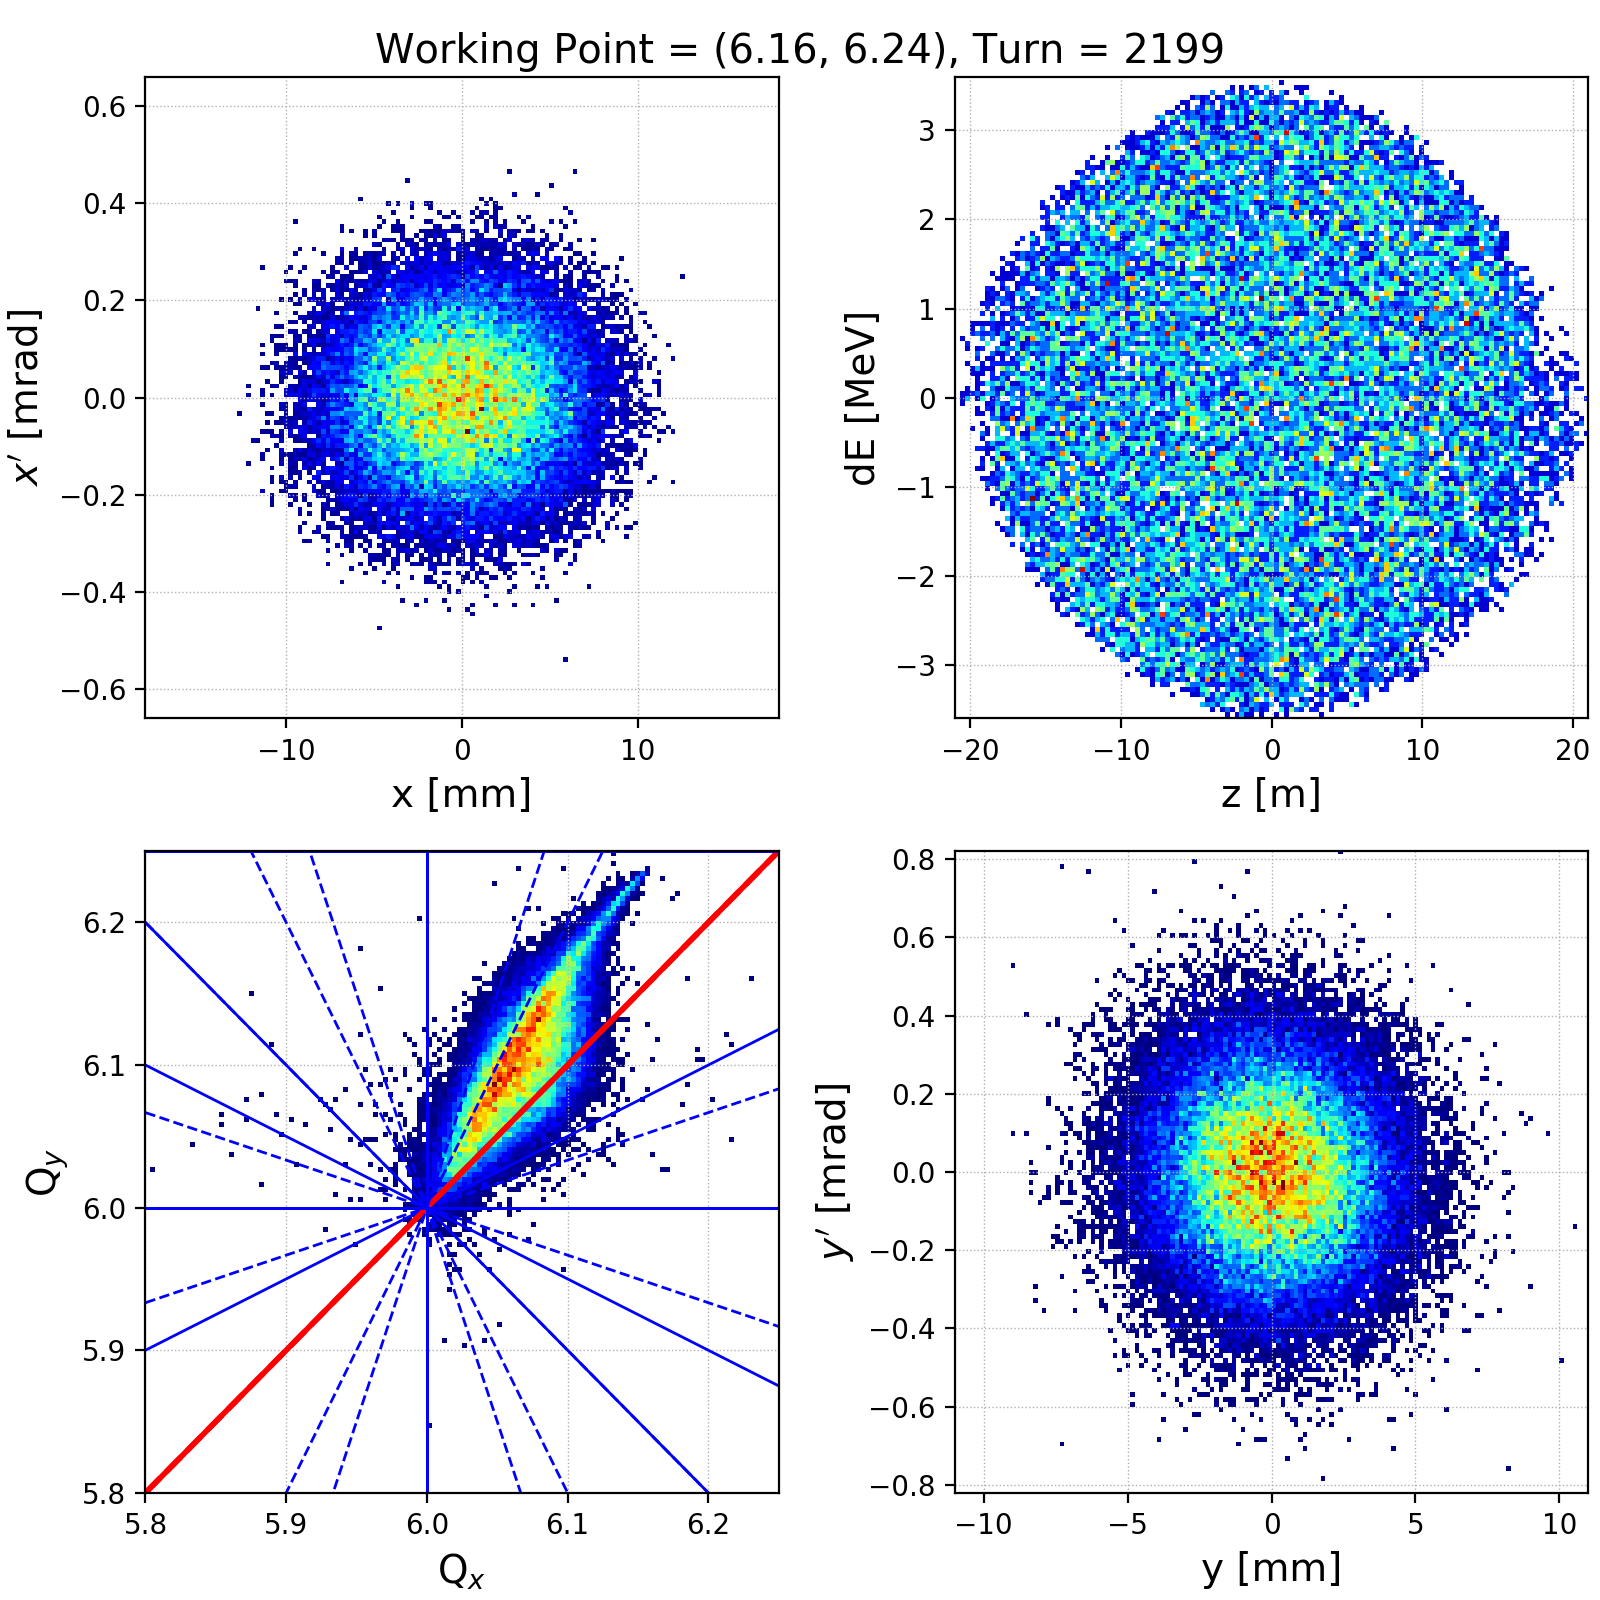 Working Point = (6.16, 6.24), Turn = 2199
0.6
0.4
0.2
0.0
−0.2
−0.4
−0.6
x′ [mrad]
−10 0 10
x [mm]
3
2
1
0
−1
−2
−3
dE [MeV]
−20 −10 0 10 20
z [m]
6.2
6.1
6.0
5.9
5.8
Qy
5.8 5.9 6.0 6.1 6.2
Qx
0.8
0.6
0.4
0.2
0.0
−0.2
−0.4
−0.6
−0.8
y′ [mrad]
−10 −5 0 5 10
y [mm]